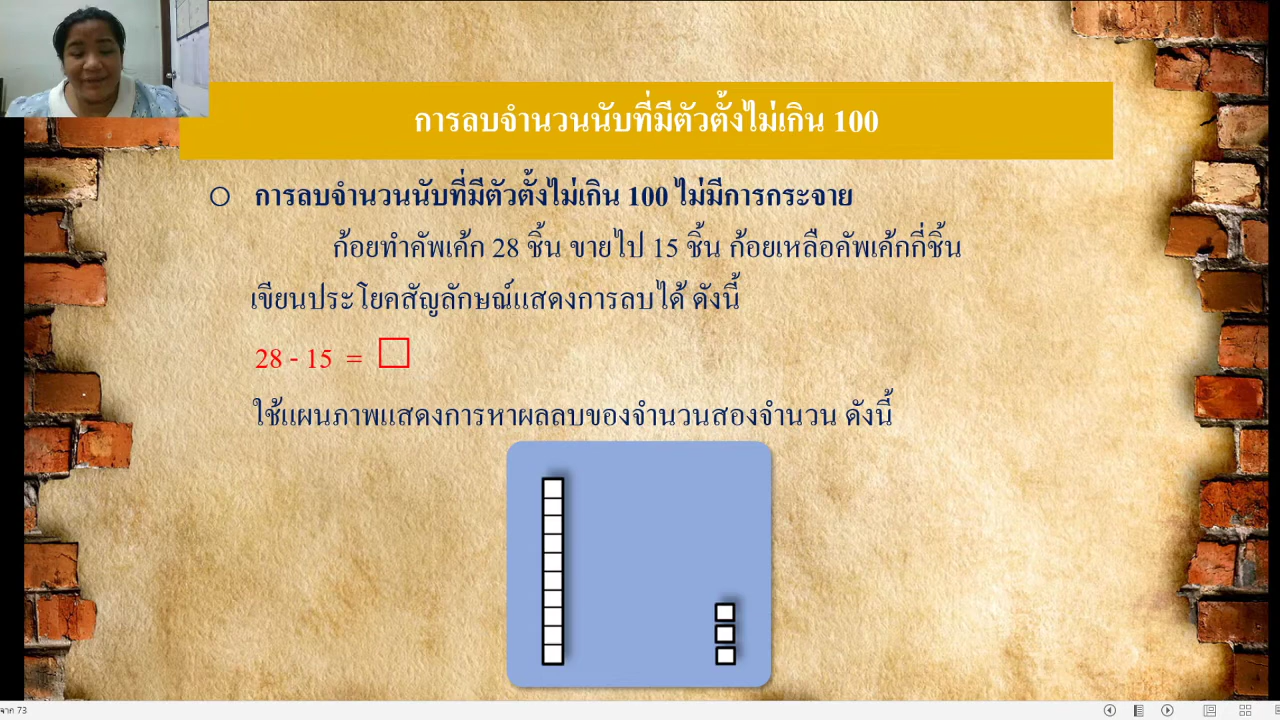 การลบจำนวนนับที่มีตัวตั้งไม่เกิน 100
การลบจำนวนนับที่มีตัวตั้งไม่เกิน 100 ไม่มีการกระจาย
ก้อยทำคัพเค้ก 28 ชิ้น ขายไป 15 ชิ้น ก้อยเหลือคัพเค้กกี่ชิ้น
เขียนประโยคสัญลักษณ์แสดงการลบได้ ดังนี้
28 - 15 = □
ใช้แผนภาพแสดงการหาผลลบของจำนวนสองจำนวน ดังนี้
จาก 73